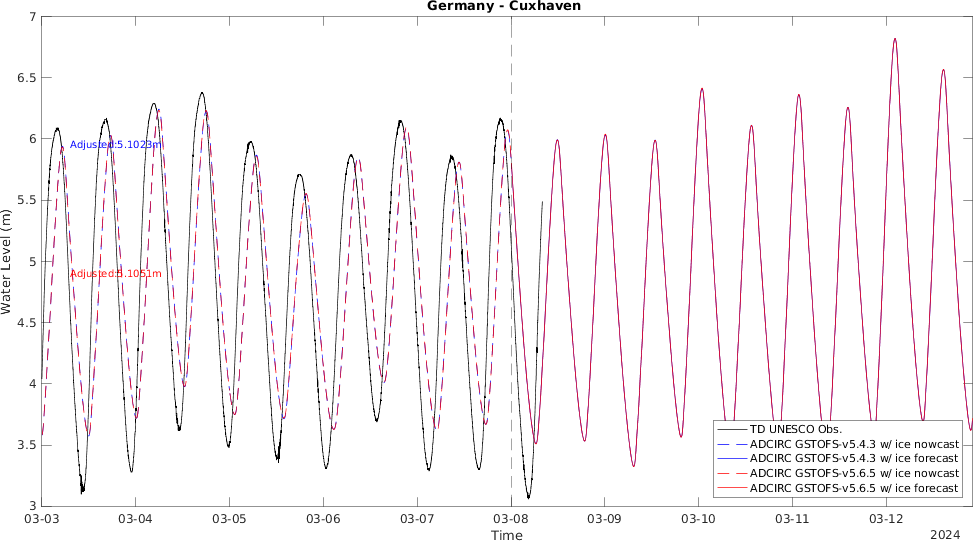 Germany - Cuxhaven
Water Level (m)
7
6.5
6
5.5
5
4.5
4
3.5
3
Adjusted:5.1023m
Adjusted:5.1051m
TD UNESCO Obs.
ADCIRC GSTOFS-v5.4.3 w/ ice nowcast
ADCIRC GSTOFS-v5.4.3 w/ ice forecast
ADCIRC GSTOFS-v5.6.5 w/ ice nowcast
ADCIRC GSTOFS-v5.6.5 w/ ice forecast
03-03 03-04 03-05 03-06 03-07 03-08 03-09 03-10 03-11 03-12
Time
2024